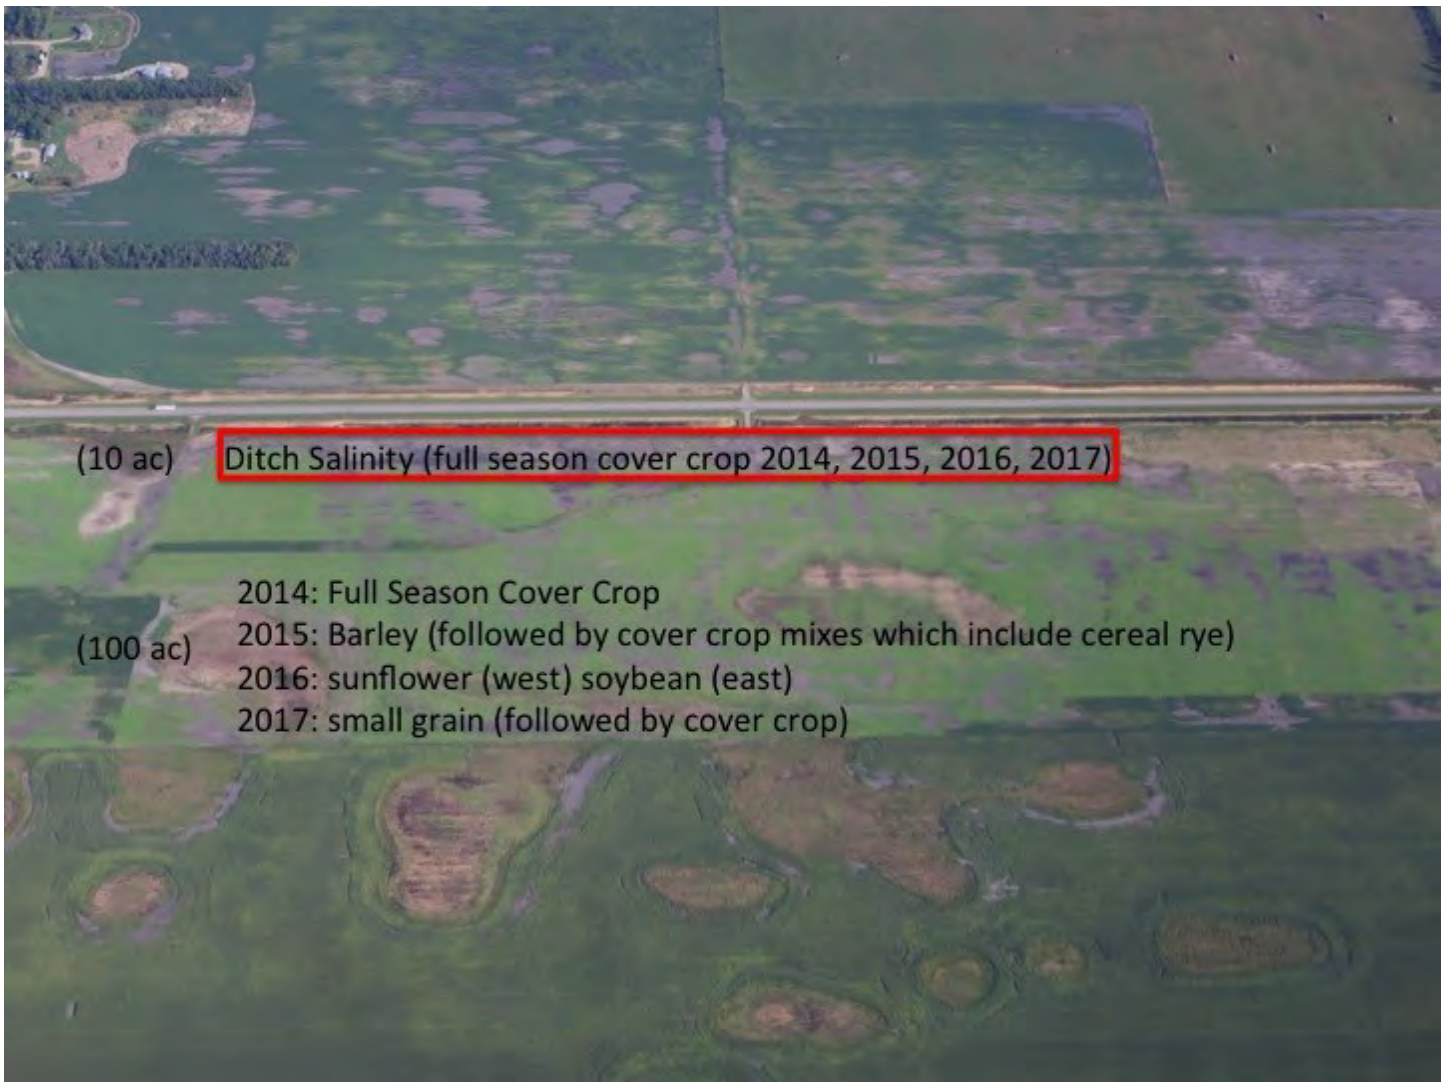 (10 ac) Ditch Salinity (full season cover crop 2014, 2015, 2016, 2017)
2014: Full Season Cover Crop
2015: Barley (followed by cover crop mixes which include cereal rye)
(100 ac)
2016: sunflower (west) soybean (east)
2017: small grain (followed by cover crop)